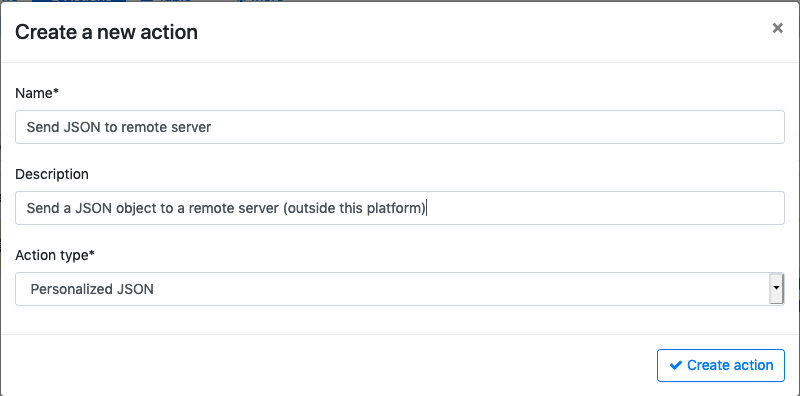 Create a new action
×
Name*
Send JSON to remote server
Description
Send a JSON object to a remote server (outside this platform)
Action type*
Personalized JSON
Create action